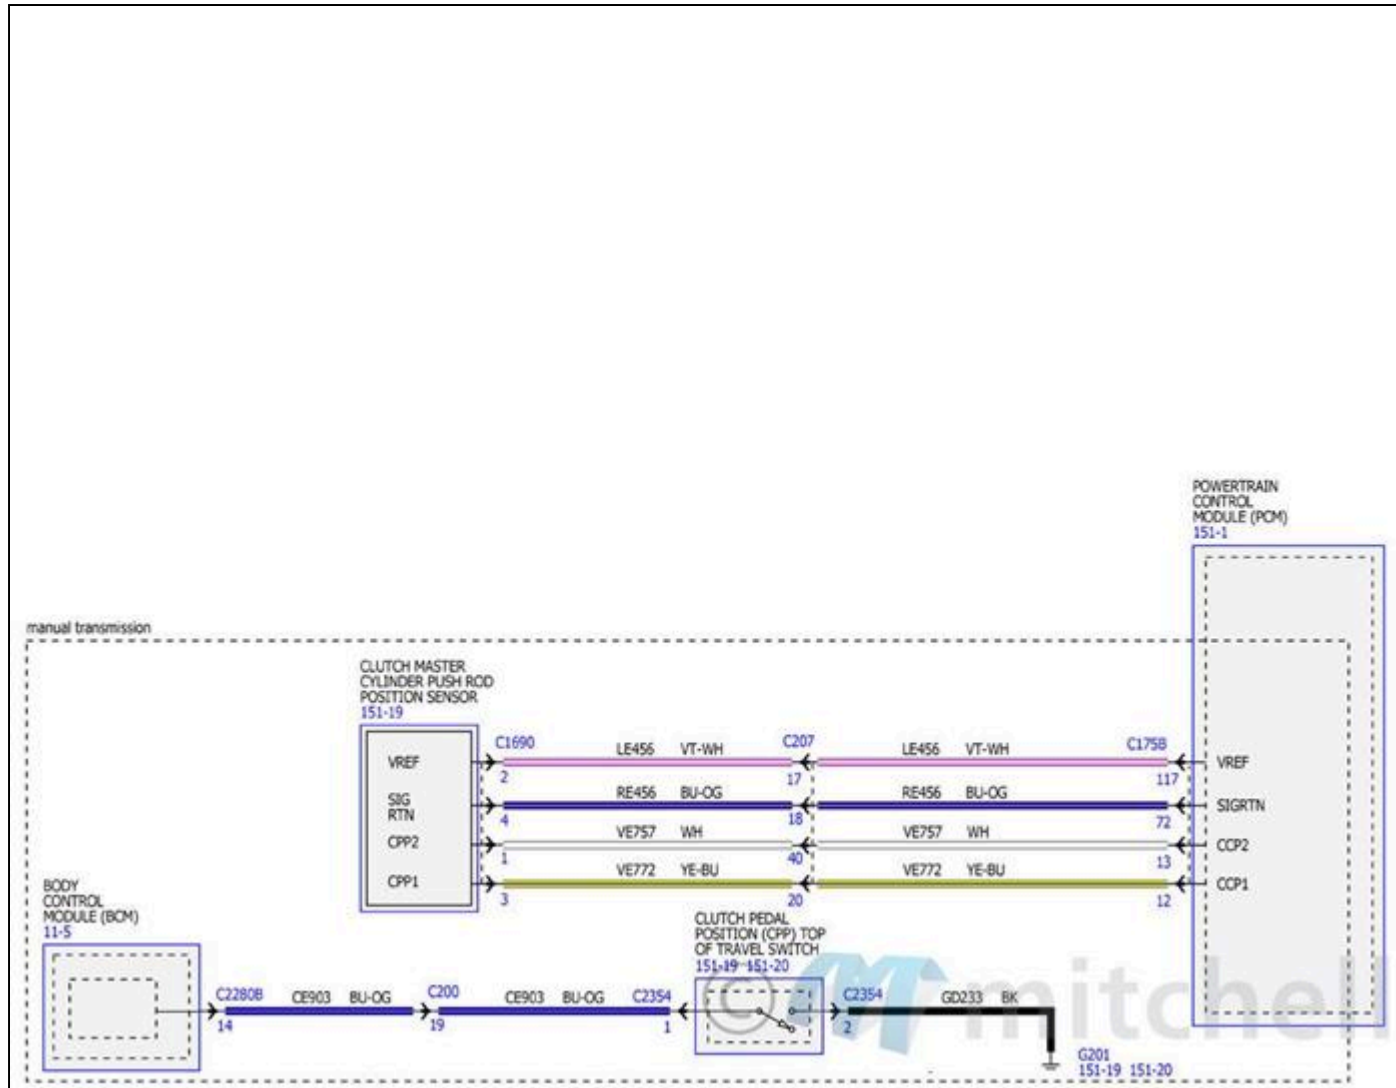 POWERTRAIN
CONTROL
MODULE (PCM)
151-1
manual transmission
CLUTCH MASTER
CYLINDER PUSH ROD
POSITION SENSOR
151-19
C1690
LE456 VT-WH
C207
LE456 VT-WH
C175B
VREF
2
17
117
VREF
SIG
RTN
RE456 BU-OG
RE456 BU-OG
4
18
72
SIGRTN
CPP2
VE757 WH
VE757 WH
1
40
13
CCP2
CPP1
VE772 YE-BU
VE772 YE-BU
3
20
12
CCP1
BODY
CONTROL
MODULE (BCM)
11-5
CLUTCH PEDAL
POSITION (CPP) TOP
OF TRAVEL SWITCH
151-19 151-20
C2280B
CE903 BU-OG
C200
CE903 BU-OG
C2354
C2354
GD233 BK
14
19
1
2
© mitchell
G201
151-19 151-20